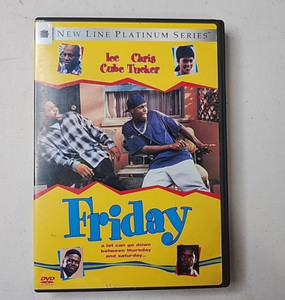 NEW LINE PLATINUM SERIES
Ice Chris
Cube Tucker
Friday
a lot can go down
between thursday
and saturday...
DVD